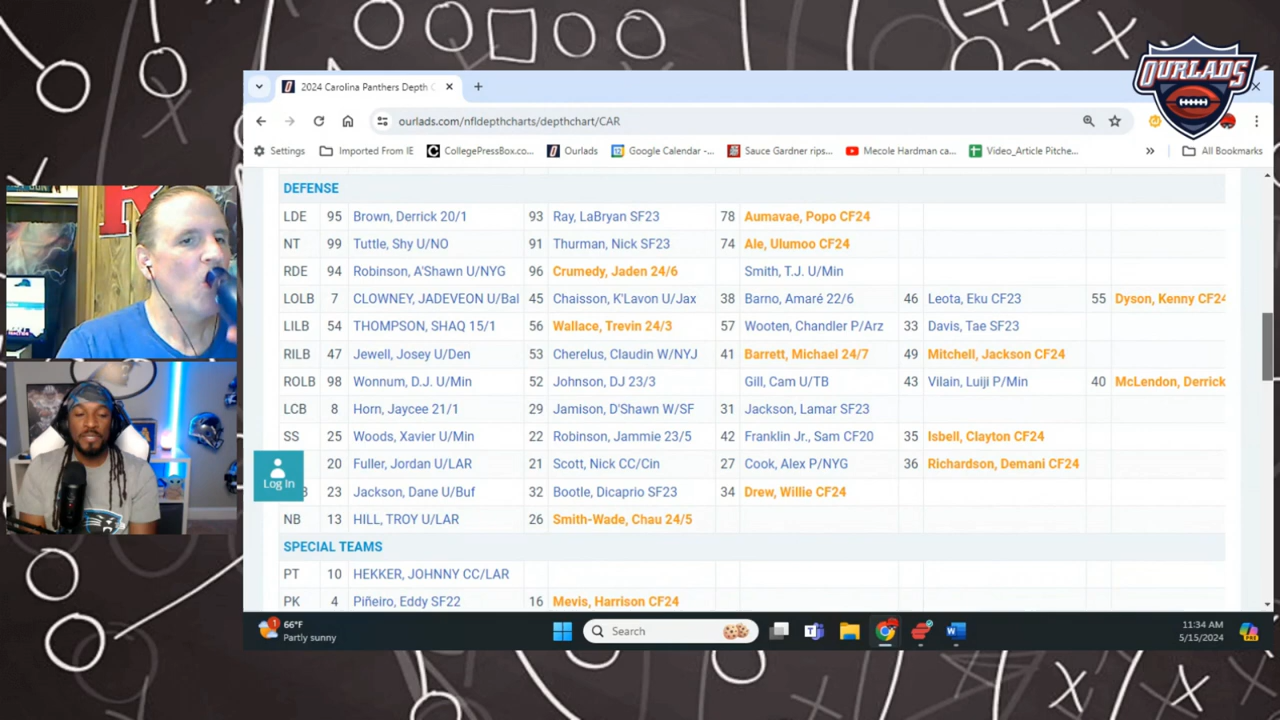 OURLADS
2024 Carolina Panthers Depth C
ourlads.com/nfldepthcharts/depthchart/CAR
Settings Imported From IE CollegePressBox.co... Ourlads Google Calendar -... Sauce Gardner rips... Mecole Hardman ca... Video_Article Pitche... » All Bookmarks
DEFENSE
LDE 95 Brown, Derrick 20/1 93 Ray, LaBryan SF23 78 Aumavae, Popo CF24
NT 99 Tuttle, Shy U/NO 91 Thurman, Nick SF23 74 Ale, Ulumoo CF24
RDE 94 Robinson, A'Shawn U/NYG 96 Crumedy, Jaden 24/6 Smith, T.J. U/Min
LOLB 7 CLOWNEY, JADEVEON U/Bal 45 Chaisson, K'Lavon U/Jax 38 Barno, Amaré 22/6 46 Leota, Eku CF23 55 Dyson, Kenny CF24
LILB 54 THOMPSON, SHAQ 15/1 56 Wallace, Trevin 24/3 57 Wooten, Chandler P/Arz 33 Davis, Tae SF23
RILB 47 Jewell, Josey U/Den 53 Cherelus, Claudin W/NYJ 41 Barrett, Michael 24/7 49 Mitchell, Jackson CF24
ROLB 98 Wonnum, D.J. U/Min 52 Johnson, DJ 23/3 Gill, Cam U/TB 43 Vilain, Luiji P/Min 40 McLendon, Derrick
LCB 8 Horn, Jaycee 21/1 29 Jamison, D'Shawn W/SF 31 Jackson, Lamar SF23
SS 25 Woods, Xavier U/Min 22 Robinson, Jammie 23/5 42 Franklin Jr., Sam CF20 35 Isbell, Clayton CF24
20 Fuller, Jordan U/LAR 21 Scott, Nick CC/Cin 27 Cook, Alex P/NYG 36 Richardson, Demani CF24
Log In
23 Jackson, Dane U/Buf 32 Bootle, Dicaprio SF23 34 Drew, Willie CF24
NB 13 HILL, TROY U/LAR 26 Smith-Wade, Chau 24/5
SPECIAL TEAMS
PT 10 HEKKER, JOHNNY CC/LAR
PK 4 Piñeiro, Eddy SF22 16 Mevis, Harrison CF24
1 66°F
Partly sunny
Search
11:34 AM
5/15/2024